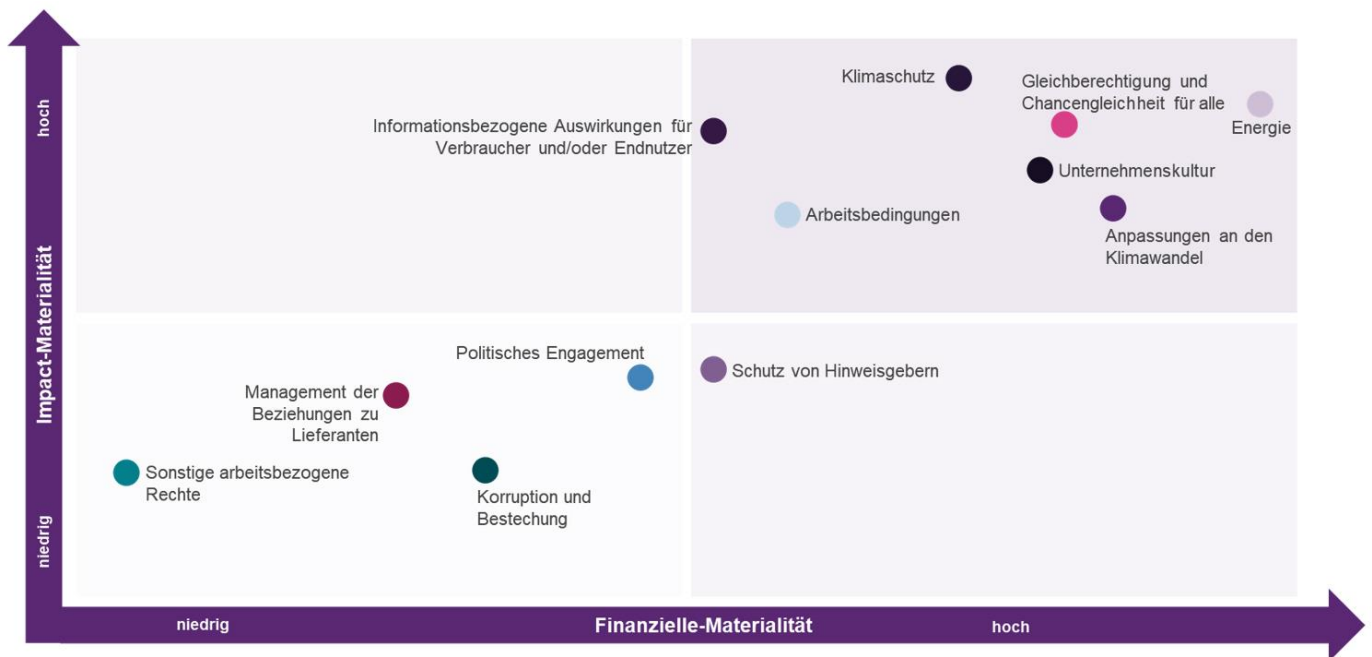 Impact-Materialität
hoch
niedrig
Klimaschutz
Gleichberechtigung und
Chancengleichheit für alle
Energie
Informationsbezogene Auswirkungen für
Verbraucher und/oder Endnutzer
Unternehmenskultur
Arbeitsbedingungen
Anpassungen an den
Klimawandel
Politisches Engagement
Schutz von Hinweisgebern
Management der
Beziehungen zu
Lieferanten
Sonstige arbeitsbezogene
Rechte
Korruption und
Bestechung
niedrig
Finanzielle-Materialität
hoch